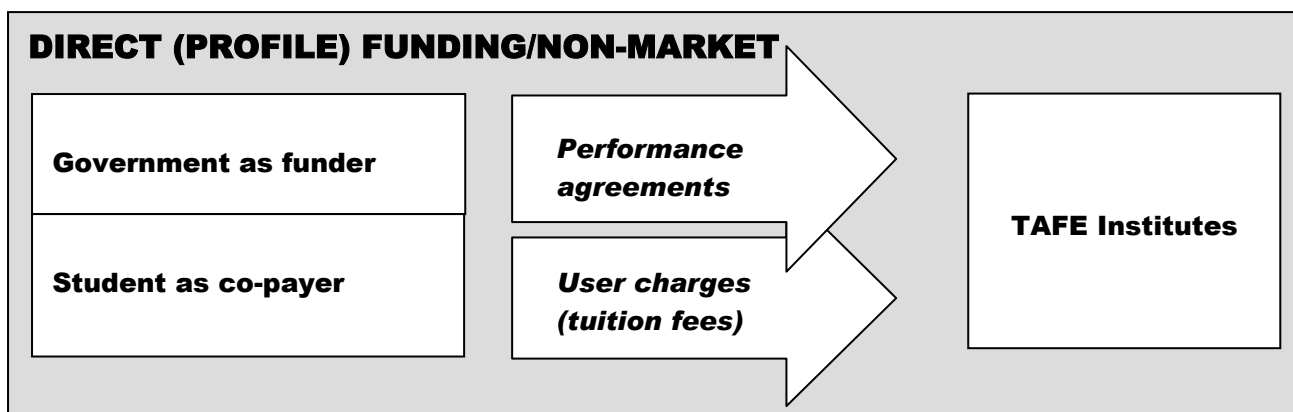 DIRECT (PROFILE) FUNDING/NON-MARKET
Government as funder
Performance
agreements
TAFE Institutes
Student as co-payer
User charges
(tuition fees)